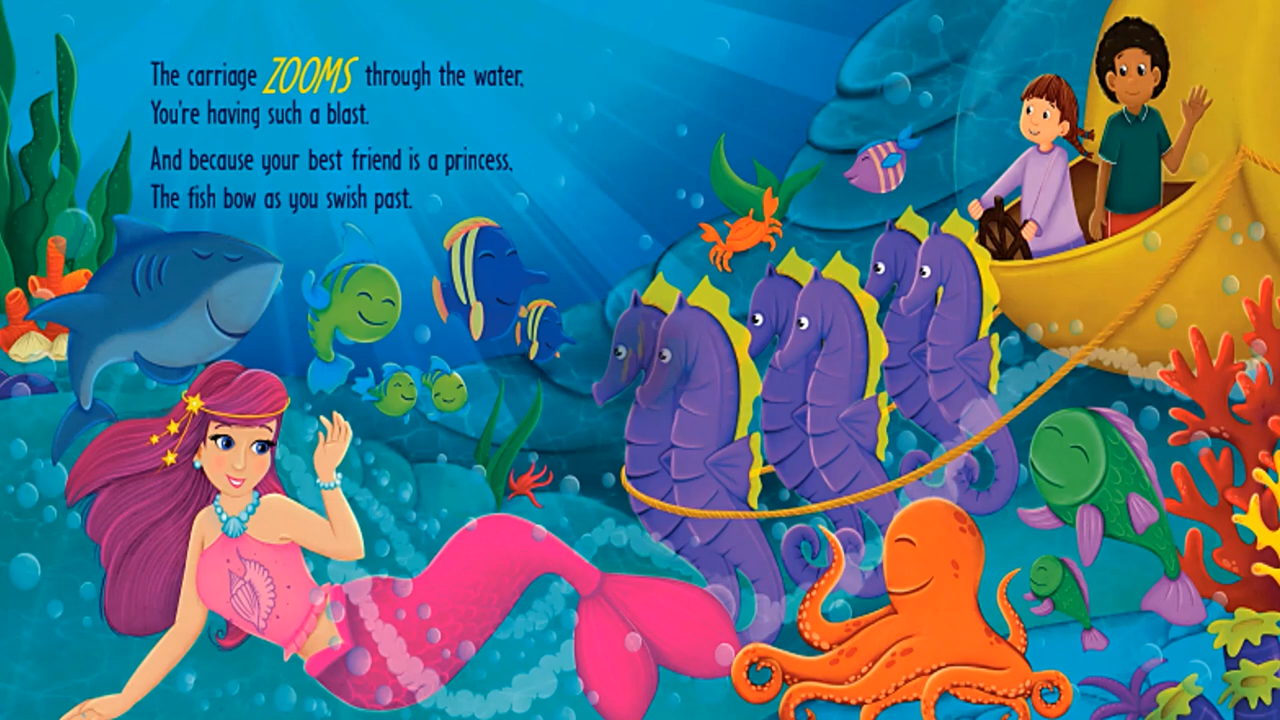 The carriage ZOOMS through the water,
You're having such a blast.
And because your best friend is a princess,
The fish bow as you swish past.